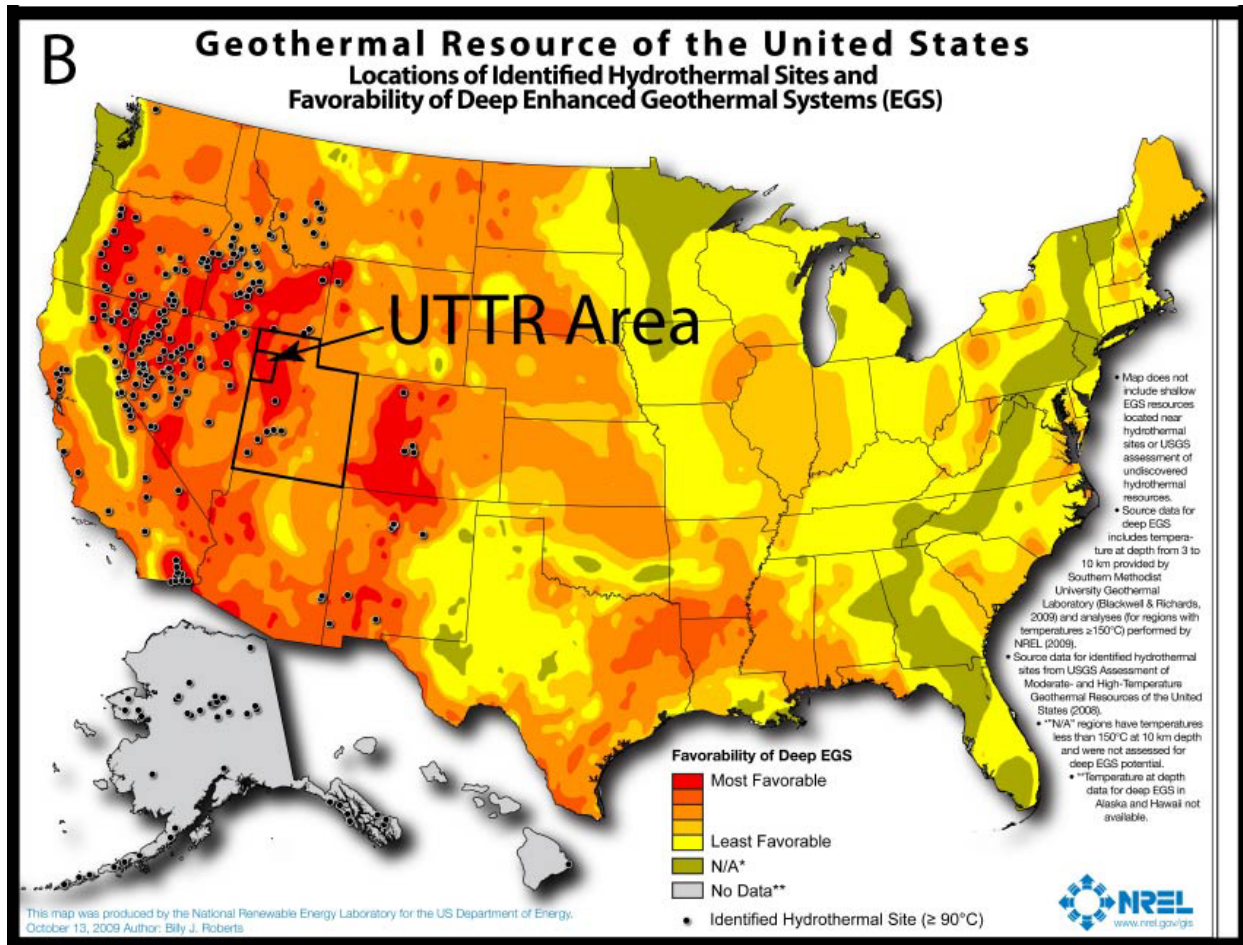 B
Geothermal Resource of the United States
Locations of Identified Hydrothermal Sites and
Favorability of Deep Enhanced Geothermal Systems (EGS)
UTTR Area
• Map does not
include shallow
EGS resources
located near
hydrothermal
sites or USGS
assessment of
undiscovered
hydrothermal
resources.
• Source data for
deep EGS
includes tempera-
ture at depth from 3 to
10 km provided by
Southern Methodist
University Geothermal
Laboratory (Blackwell & Richards,
2009) and analyses (for regions with
temperatures ≥150°C) performed by
NREL (2009).
• Source data for identified hydrothermal
sites from USGS Assessment of
Moderate- and High-Temperature
Geothermal Resources of the United
States (2008).
• *"N/A" regions have temperatures
less than 150°C at 10 km depth
and were not assessed for
deep EGS potential.
• **Temperature at depth
data for deep EGS in
Alaska and Hawaii not
available.
Favorability of Deep EGS
Most Favorable
Least Favorable
N/A*
No Data**
Identified Hydrothermal Site (≥ 90°C)
This map was produced by the National Renewable Energy Laboratory for the US Department of Energy.
October 13, 2009 Author: Billy J. Roberts
NREL
www.nrel.gov/gis